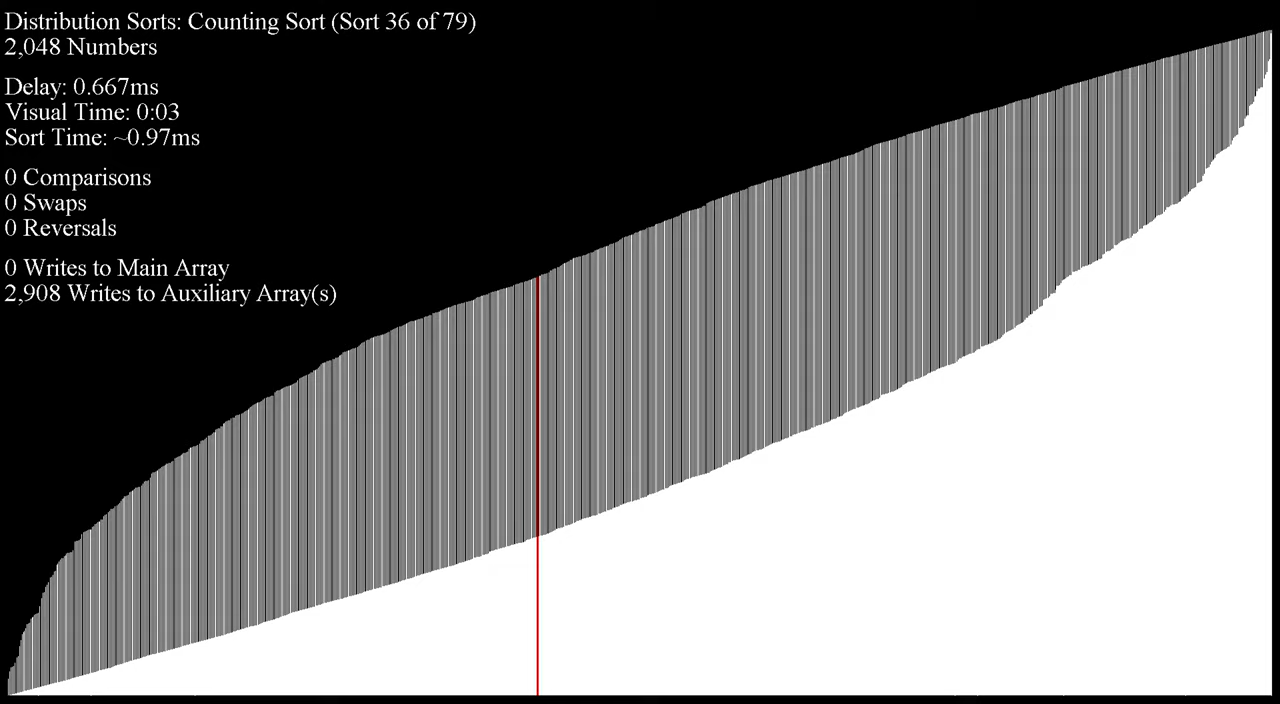 Distribution Sorts: Counting Sort (Sort 36 of 79)
2,048 Numbers
Delay: 0.667ms
Visual Time: 0:03
Sort Time: ~0.97ms
0 Comparisons
0 Swaps
0 Reversals
0 Writes to Main Array
2,908 Writes to Auxiliary Array(s)